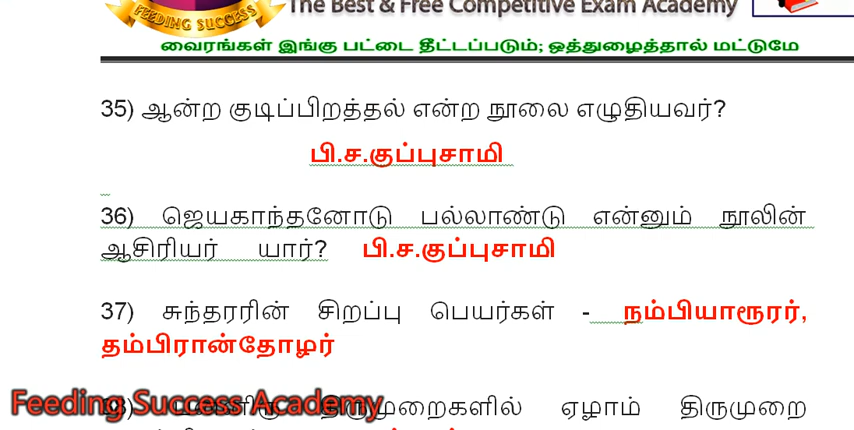 The Best & Free Competitive Exam Academy
FEEDING SUCCESS
வைரங்கள் இங்கு பட்டை தீட்டப்படும்; ஒத்துழைத்தால் மட்டுமே
35) ஆன்ற குடிப்பிறத்தல் என்ற நூலை எழுதியவர்?
பி.ச.குப்புசாமி
36) ஜெயகாந்தனோடு பல்லாண்டு என்னும் நூலின்
ஆசிரியர் யார்? பி.ச.குப்புசாமி
37) சுந்தரரின் சிறப்பு பெயர்கள் - நம்பியாரூரர்,
தம்பிரான்தோழர்
Feeding Success Academy
திருமுறைகளில் ஏழாம் திருமுறை